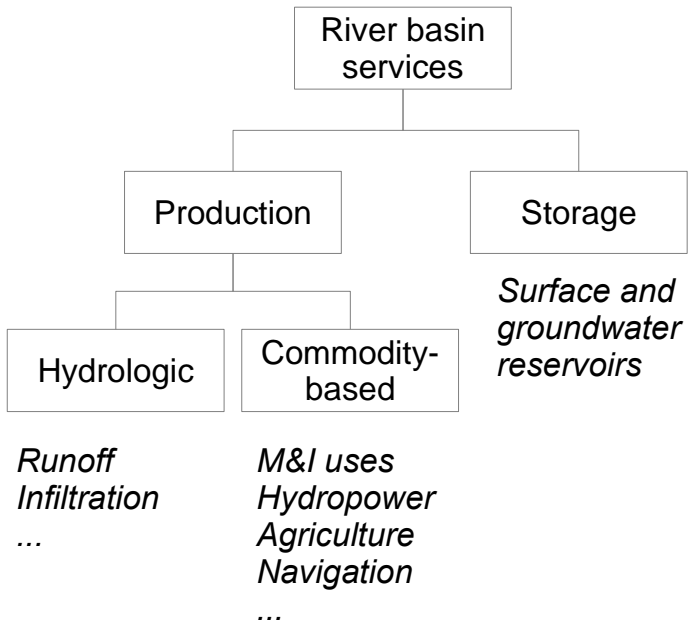 River basin
services
Production
Storage
Surface and
groundwater
reservoirs
Hydrologic
Commodity-
based
Runoff
Infiltration
...
M&I uses
Hydropower
Agriculture
Navigation
...